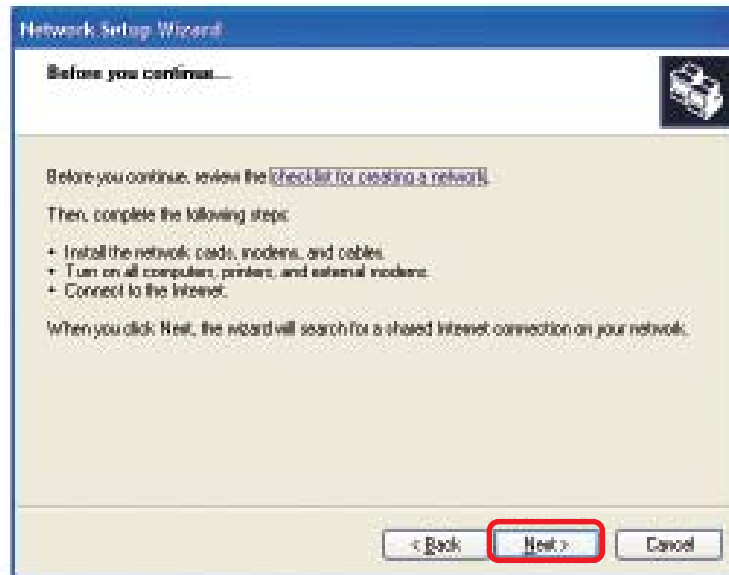 Network Setup Wizard
Before you continue...
Before you continue, review the checklist for creating a network.
Then, complete the following steps:
• Install the network cards, modems, and cables.
• Turn on all computers, printers, and external modems.
• Connect to the Internet.
When you click Next, the wizard will search for a shared Internet connection on your network.
< Back
Next >
Cancel